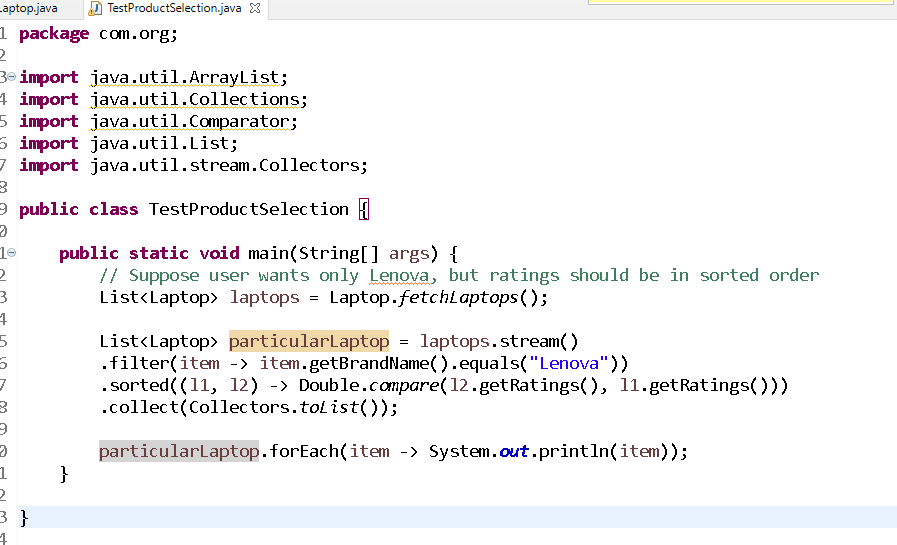 Laptop.java TestProductSelection.java
1 package com.org;
2
3 import java.util.ArrayList;
4 import java.util.Collections;
5 import java.util.Comparator;
6 import java.util.List;
7 import java.util.stream.Collectors;
8
9 public class TestProductSelection {
0
1 public static void main(String[] args) {
2 // Suppose user wants only Lenova, but ratings should be in sorted order
3 List<Laptop> laptops = Laptop.fetchLaptops();
4
5 List<Laptop> particularLaptop = laptops.stream()
6 .filter(item -> item.getBrandName().equals("Lenova"))
7 .sorted((l1, l2) -> Double.compare(l2.getRatings(), l1.getRatings()))
8 .collect(Collectors.toList());
9
0 particularLaptop.forEach(item -> System.out.println(item));
1 }
2
3 }
4